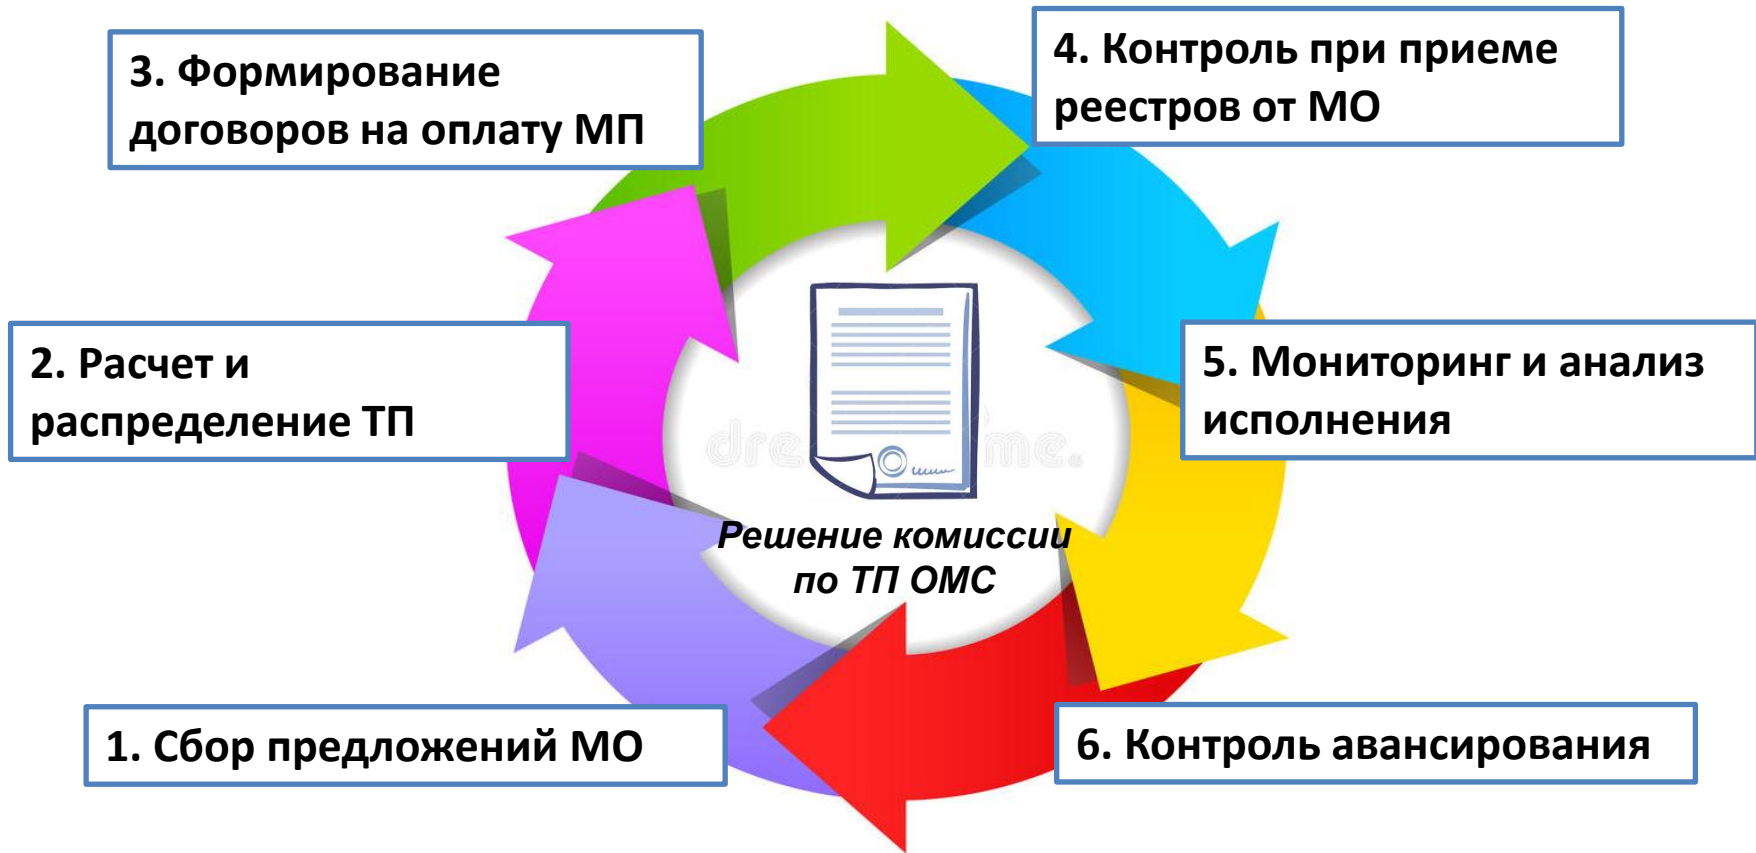 1. Сбор предложений МО
2. Расчет и
распределение ТП
3. Формирование
договоров на оплату МП
4. Контроль при приеме
реестров от МО
5. Мониторинг и анализ
исполнения
6. Контроль авансирования
Решение комиссии
по ТП ОМС